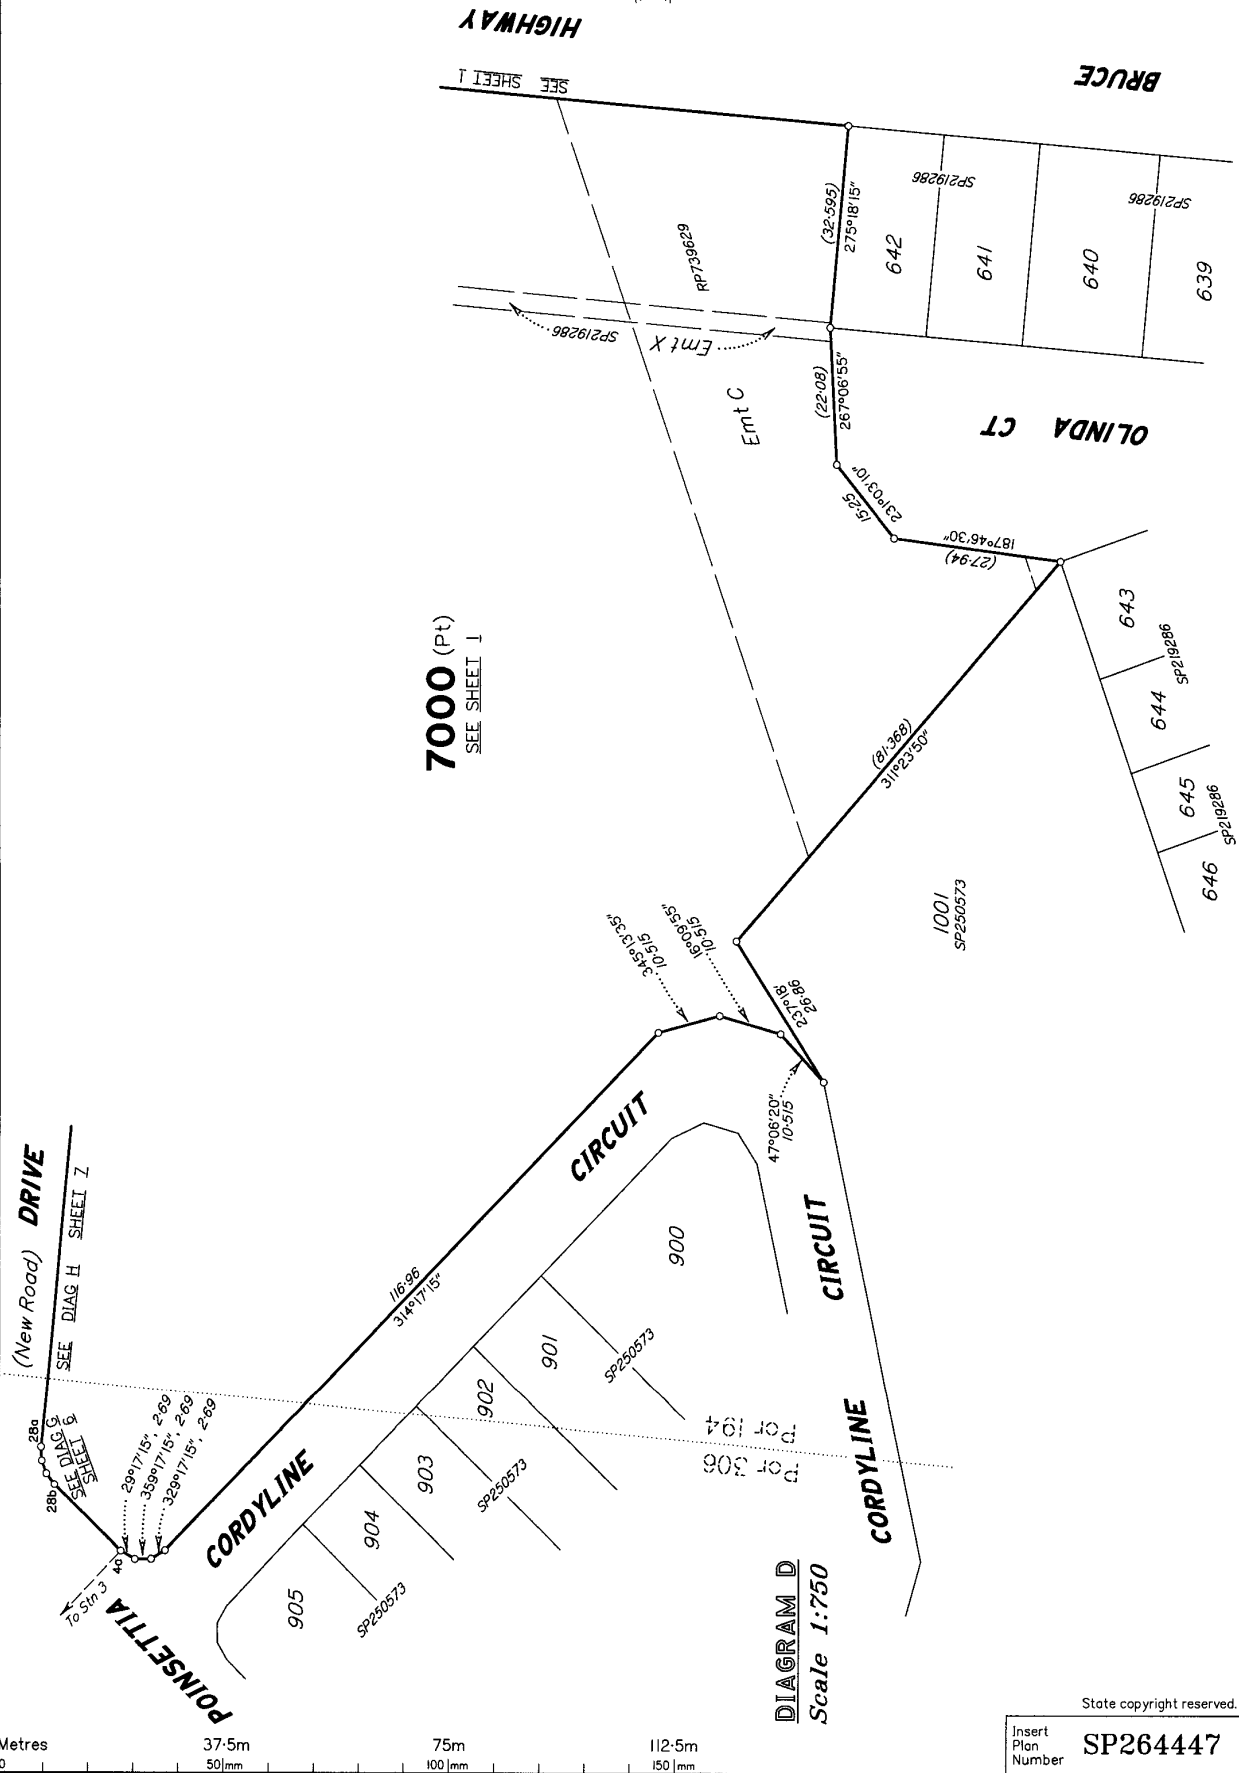 HIGHWAY
BRUCE
SEE SHEET 1
(32·595)
275°18'15"
SP219286
SP219286
642
641
640
639
RP739629
SP219286
Emt X
Emt C
(22·08)
267°06'55"
OLINDA CT
15·25
231°03'10"
187°46'30"
(27·94)
643
SP219286
644
645
SP219286
646
7000 (Pt)
SEE SHEET 1
(81·368)
311°23'50"
1001
SP250573
345°13'35"
10·515
16°09'55"
10·515
237°18'
26·86
47°06'20"
10·515
(New Road) DRIVE
SEE DIAG H SHEET 7
28a
SEE DIAG G
SHEET 6
28b
29°17'15", 2·69
359°17'15", 2·69
329°17'15", 2·69
4a
To Stn 3
POINSETTIA
116·96
314°17'15"
CORDYLINE CIRCUIT
900
901
SP250573
902
903
SP250573
904
905
SP250573
Por 194
Por 306
CORDYLINE CIRCUIT
DIAGRAM D
Scale 1:750
State copyright reserved.
Metres 37·5m 75m 112·5m
0 50 mm 100 mm 150 mm
Insert
Plan
Number
SP264447